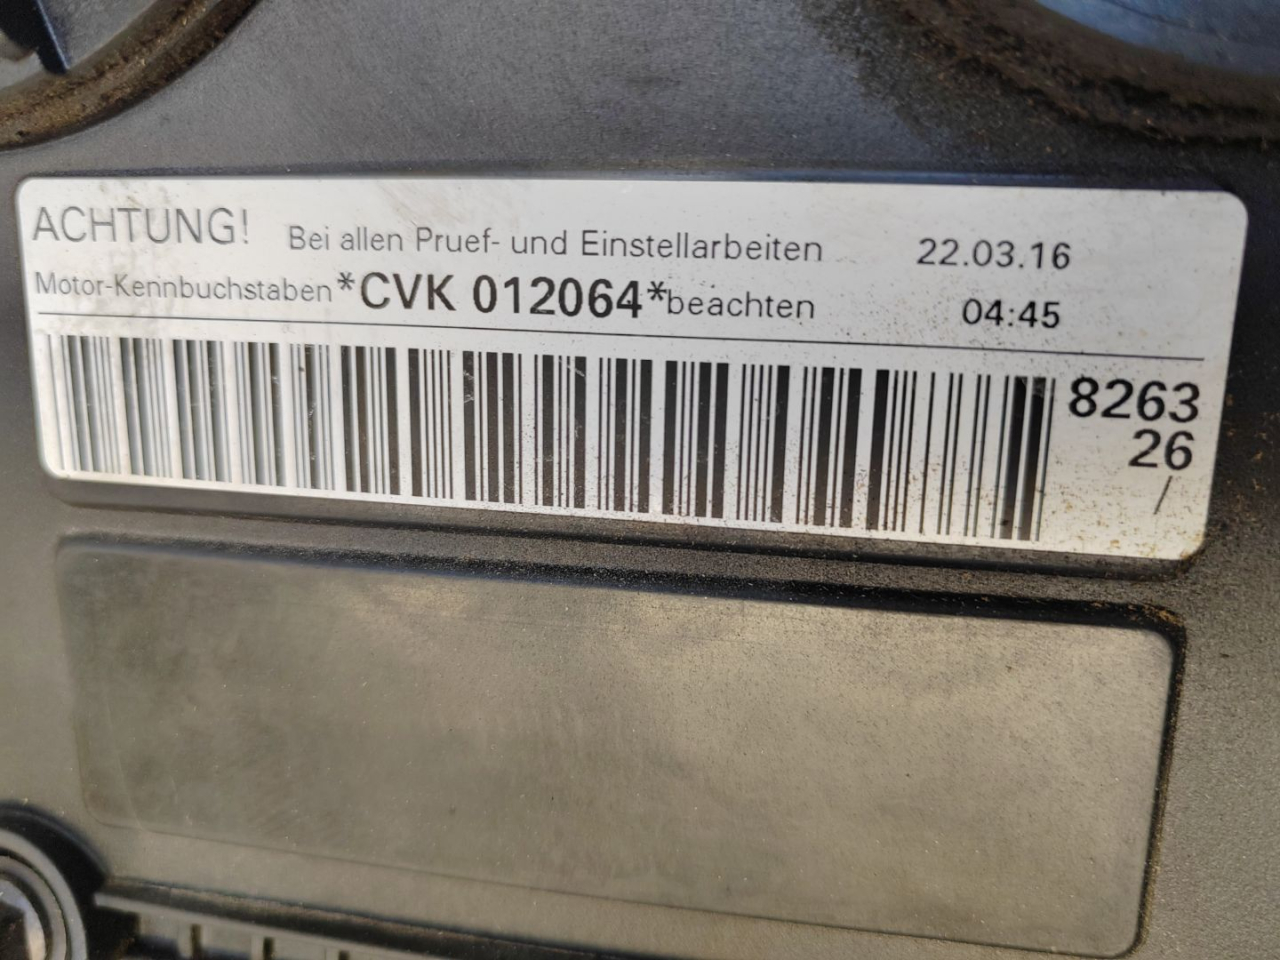 ACHTUNG! Bei allen Pruef- und Einstellarbeiten 22.03.16
Motor-Kennbuchstaben *CVK 012064* beachten 04:45
8263
26
/